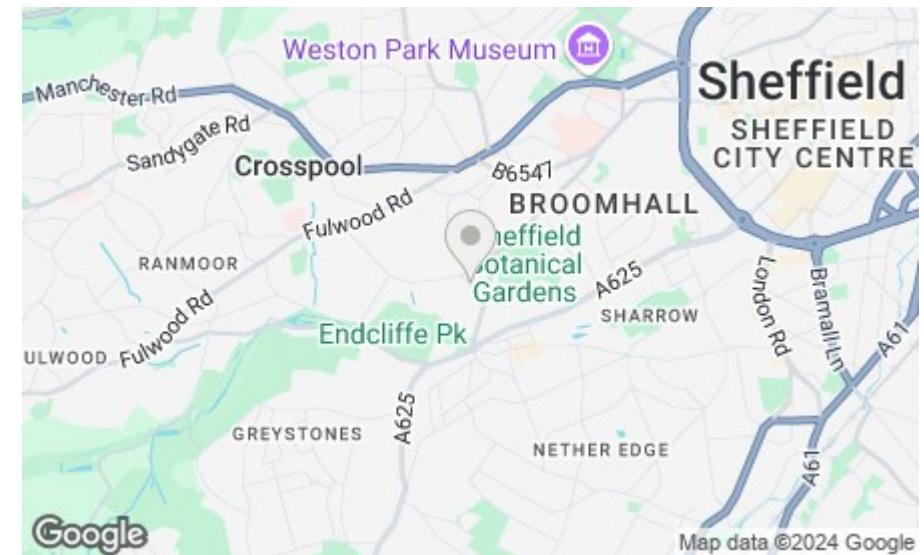 Weston Park Museum
Sheffield
SHEFFIELD
CITY CENTRE
Manchester Rd
Sandygate Rd
Crosspool
B6547
BROOMHALL
Fulwood Rd
heffield
otanical
Gardens
RANMOOR
A625
London Rd
Bramall Ln
SHARROW
A61
Endcliffe Pk
ULWOOD
Fulwood Rd
GREYSTONES
A625
NETHER EDGE
A61
Google
Map data ©2024 Google